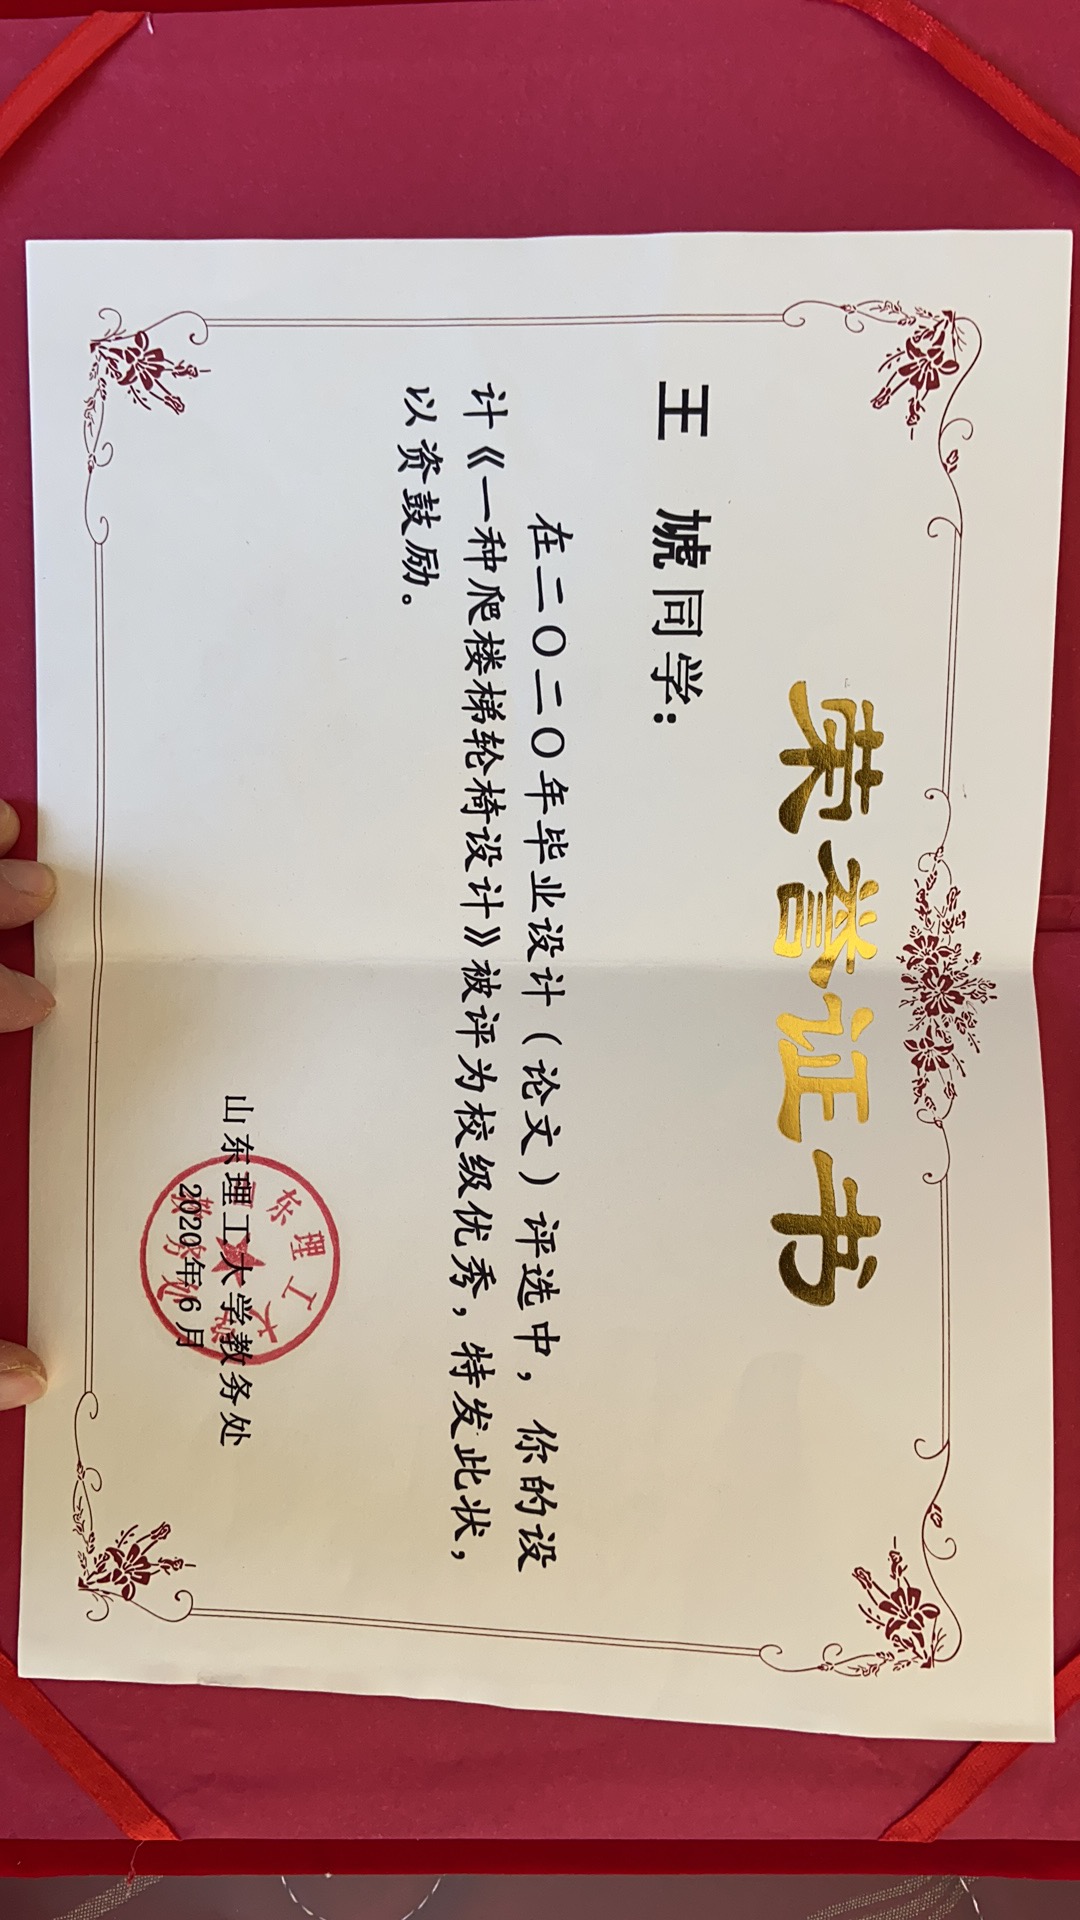 荣誉证书
王 虓同学：
在二〇二〇年毕业设计（论文）评选中，你的设
计《一种爬楼梯轮椅设计》被评为校级优秀，特发此状，
以资鼓励。
山东理工大学教务处
2020年6月
东理工大学
教务处